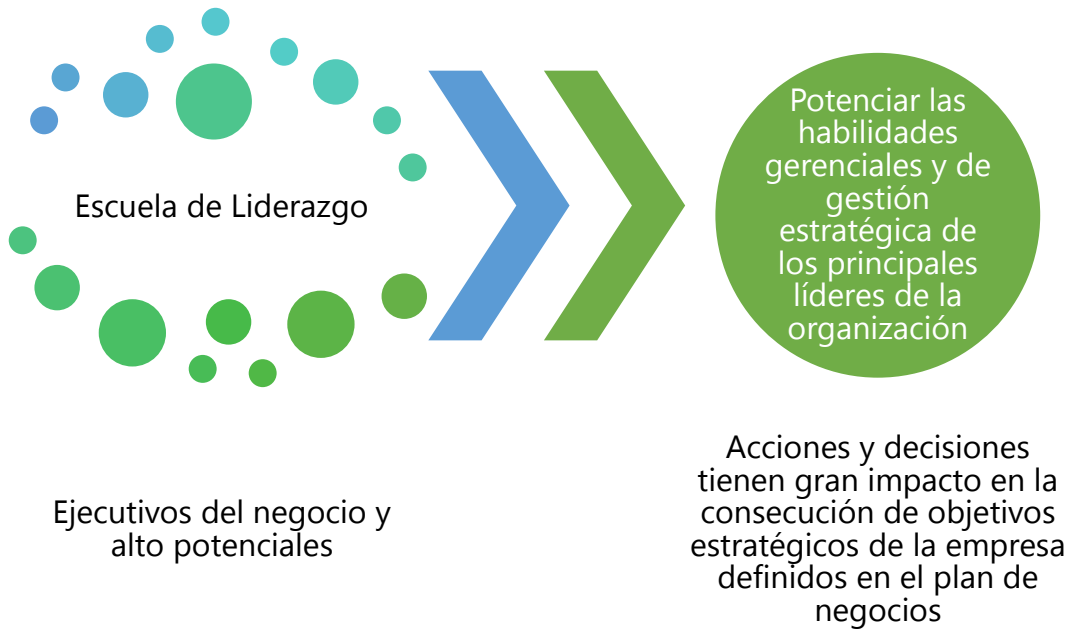 Escuela de Liderazgo
Potenciar las
habilidades
gerenciales y de
gestión
estratégica de
los principales
líderes de la
organización
Ejecutivos del negocio y
alto potenciales
Acciones y decisiones
tienen gran impacto en la
consecución de objetivos
estratégicos de la empresa
definidos en el plan de
negocios